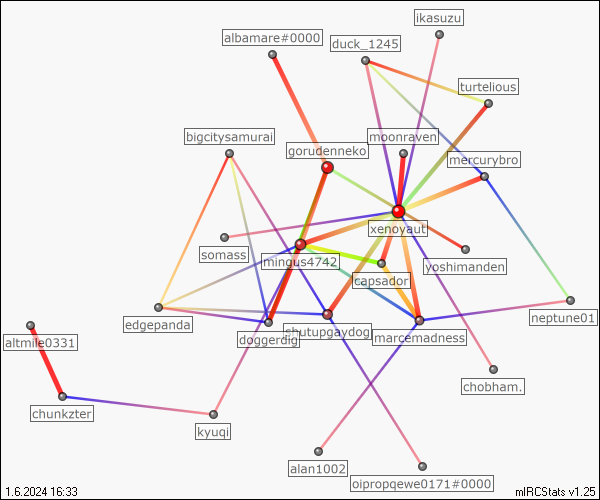 ikasuzu
albamare#0000
duck_1245
turtelious
bigcitysamurai
moonraven
gorudenneko
mercurybro
xenoyaut
somass
mingus4742
yoshimanden
capsador
edgepanda
doggerdig
shutupgaydog
marcemadness
neptune01
altmile0331
chobham.
chunkzter
kyuqi
alan1002
oipropqewe0171#0000
1.6.2024 16:33
mIRCStats v1.25